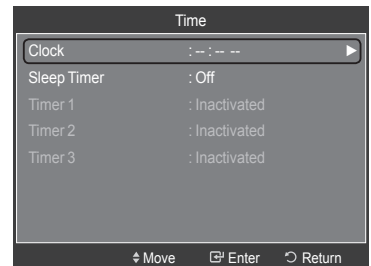 Time
Clock : -- : -- -- ►
Sleep Timer : Off
Timer 1 : Inactivated
Timer 2 : Inactivated
Timer 3 : Inactivated
Move Enter Return